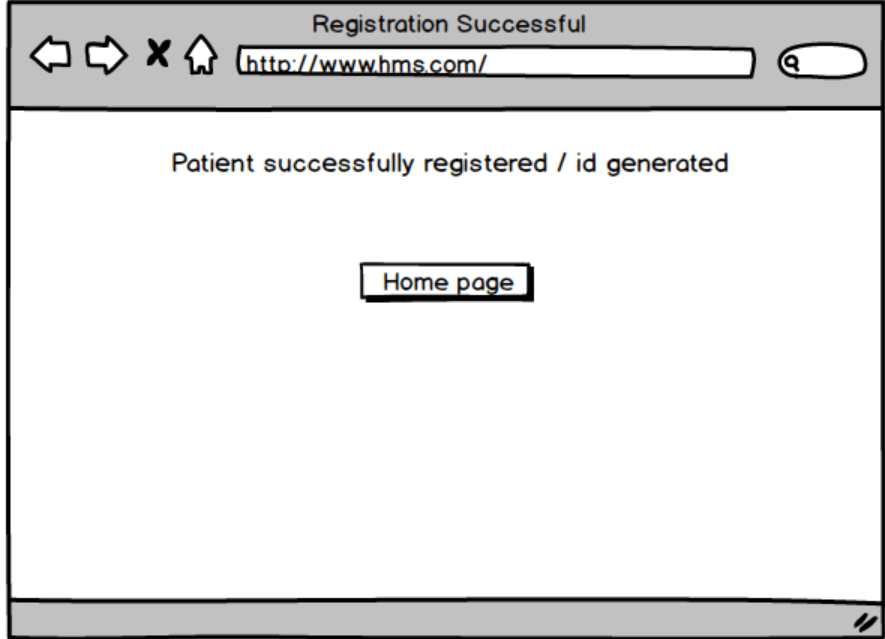 Registration Successful
http://www.hms.com/
Patient successfully registered / id generated
Home page